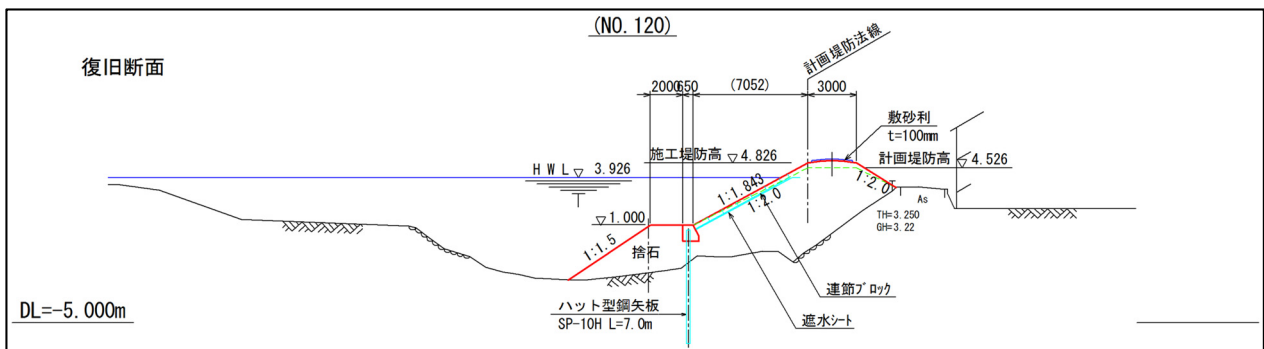 (NO.120)
復旧断面
計画堤防法線
2000
650
(7052)
3000
敷砂利
t=100mm
施工堤防高 ▽ 4.826
計画堤防高 ▽ 4.526
HWL ▽ 3.926
1:1.843
1:2.0
1:2.0
As
TH=3.250
GH=3.22
▽ 1.000
1:1.5
捨石
連節ブロック
遮水シート
ハット型鋼矢板
SP-10H L=7.0m
DL=-5.000m